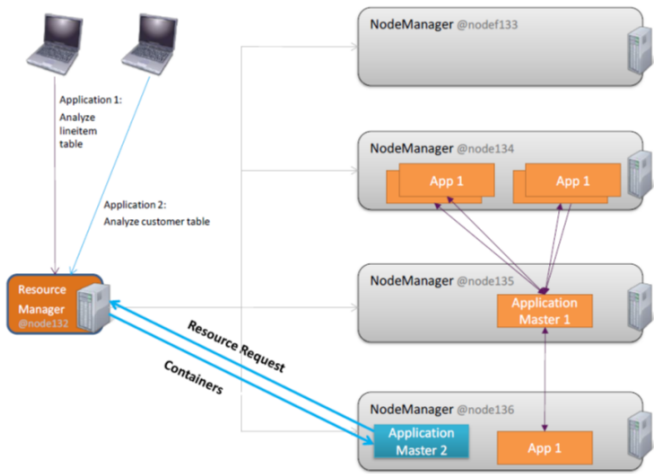 NodeManager @nodef133
Application 1:
Analyze
lineitem
table
Application 2:
Analyze customer table
NodeManager @node134
App 1
App 1
Resource
Manager
@node132
NodeManager @node135
Application
Master 1
Resource Request
Containers
NodeManager @node136
Application
Master 2
App 1